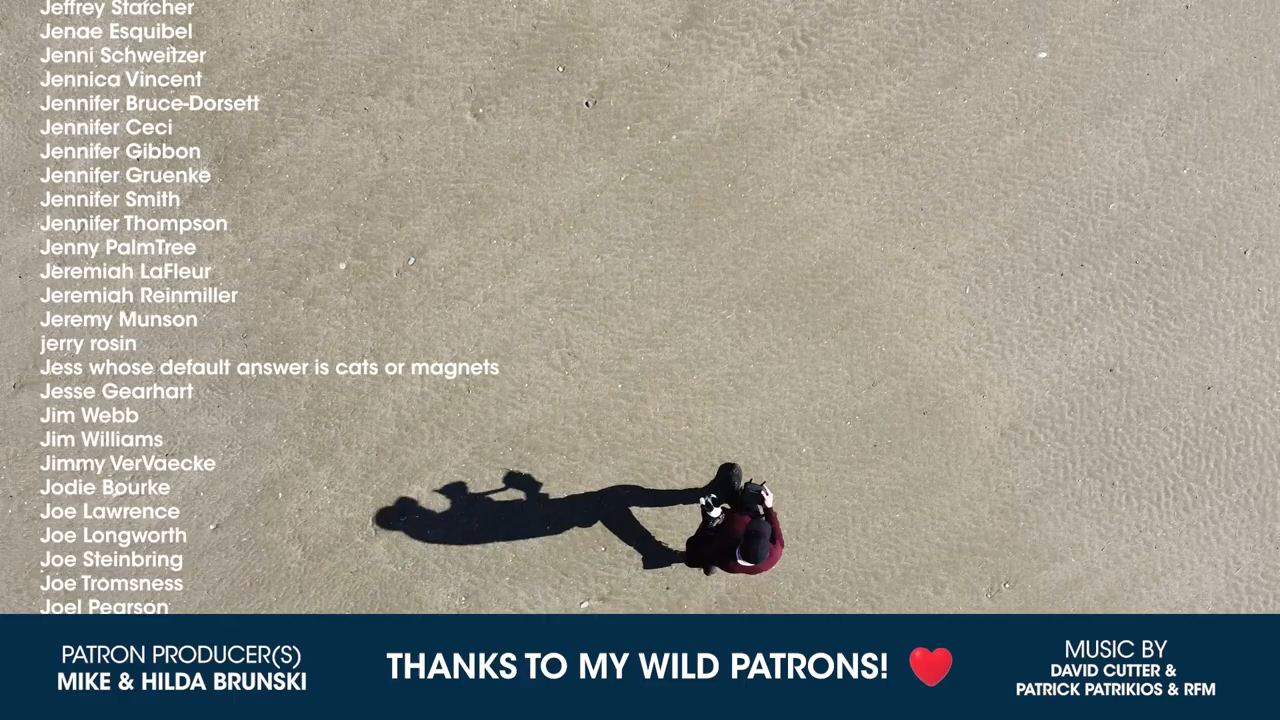 Jeffrey Starcher
Jenae Esquibel
Jenni Schweitzer
Jennica Vincent
Jennifer Bruce-Dorsett
Jennifer Ceci
Jennifer Gibbon
Jennifer Gruenke
Jennifer Smith
Jennifer Thompson
Jenny PalmTree
Jeremiah LaFleur
Jeremiah Reinmiller
Jeremy Munson
jerry rosin
Jess whose default answer is cats or magnets
Jesse Gearhart
Jim Webb
Jim Williams
Jimmy VerVaecke
Jodie Bourke
Joe Lawrence
Joe Longworth
Joe Steinbring
Joe Tromsness
Joel Pearson
PATRON PRODUCER(S)
MIKE & HILDA BRUNSKI
THANKS TO MY WILD PATRONS!
MUSIC BY
DAVID CUTTER &
PATRICK PATRIKIOS & RFM